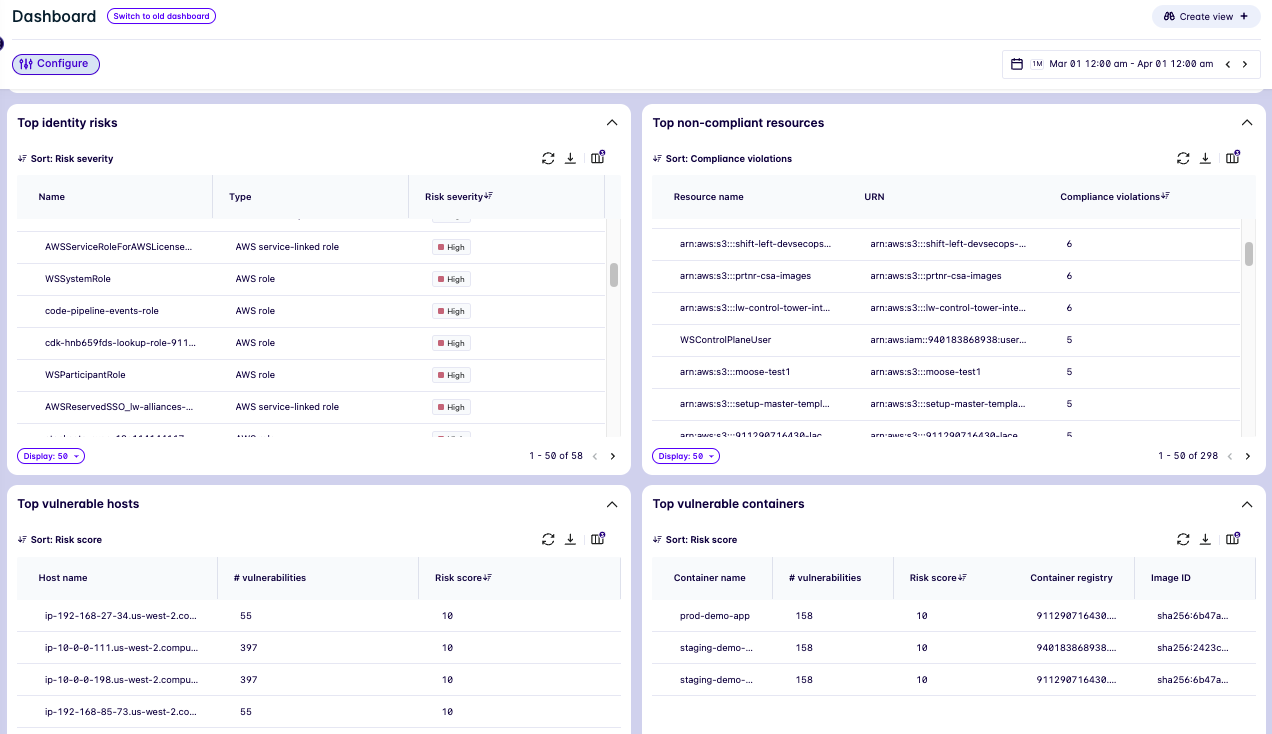 Dashboard Switch to old dashboard Create view +
Configure 1M Mar 01 12:00 am - Apr 01 12:00 am
Top identity risks
Sort: Risk severity
Name Type Risk severity
AWSServiceRoleForAWSLicense... AWS service-linked role High
WSSystemRole AWS role High
code-pipeline-events-role AWS role High
cdk-hnb659fds-lookup-role-911... AWS role High
WSParticipantRole AWS role High
AWSReservedSSO_lw-alliances-... AWS service-linked role High
Display: 50 1 - 50 of 58
Top non-compliant resources
Sort: Compliance violations
Resource name URN Compliance violations
arn:aws:s3:::shift-left-devsecops... arn:aws:s3:::shift-left-devsecops-... 6
arn:aws:s3:::prtnr-csa-images arn:aws:s3:::prtnr-csa-images 6
arn:aws:s3:::lw-control-tower-int... arn:aws:s3:::lw-control-tower-inte... 6
WSControlPlaneUser arn:aws:iam::940183868938:user... 5
arn:aws:s3:::moose-test1 arn:aws:s3:::moose-test1 5
arn:aws:s3:::setup-master-templ... arn:aws:s3:::setup-master-templa... 5
arn:aws:s3:::911290716430-lac... arn:aws:s3:::911290716430-lace... 5
Display: 50 1 - 50 of 298
Top vulnerable hosts
Sort: Risk score
Host name # vulnerabilities Risk score
ip-192-168-27-34.us-west-2.co... 55 10
ip-10-0-0-111.us-west-2.compu... 397 10
ip-10-0-0-198.us-west-2.compu... 397 10
ip-192-168-85-73.us-west-2.co... 55 10
Top vulnerable containers
Sort: Risk score
Container name # vulnerabilities Risk score Container registry Image ID
prod-demo-app 158 10 911290716430.... sha256:6b47a...
staging-demo-... 158 10 940183868938.... sha256:2423c...
staging-demo-... 158 10 911290716430.... sha256:6b47a...